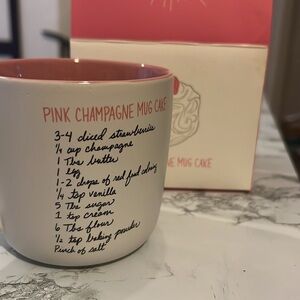 PINK CHAMPAGNE MUG CAKE
3-4 diced strawberries
1/4 cup champagne
1 Tbs butter
1 egg
1-2 drops of red food coloring
1/4 tsp vanilla
5 Tbs sugar
1 tsp cream
6 Tbs flour
1/2 tsp baking powder
Pinch of salt
NE MUG CAKE